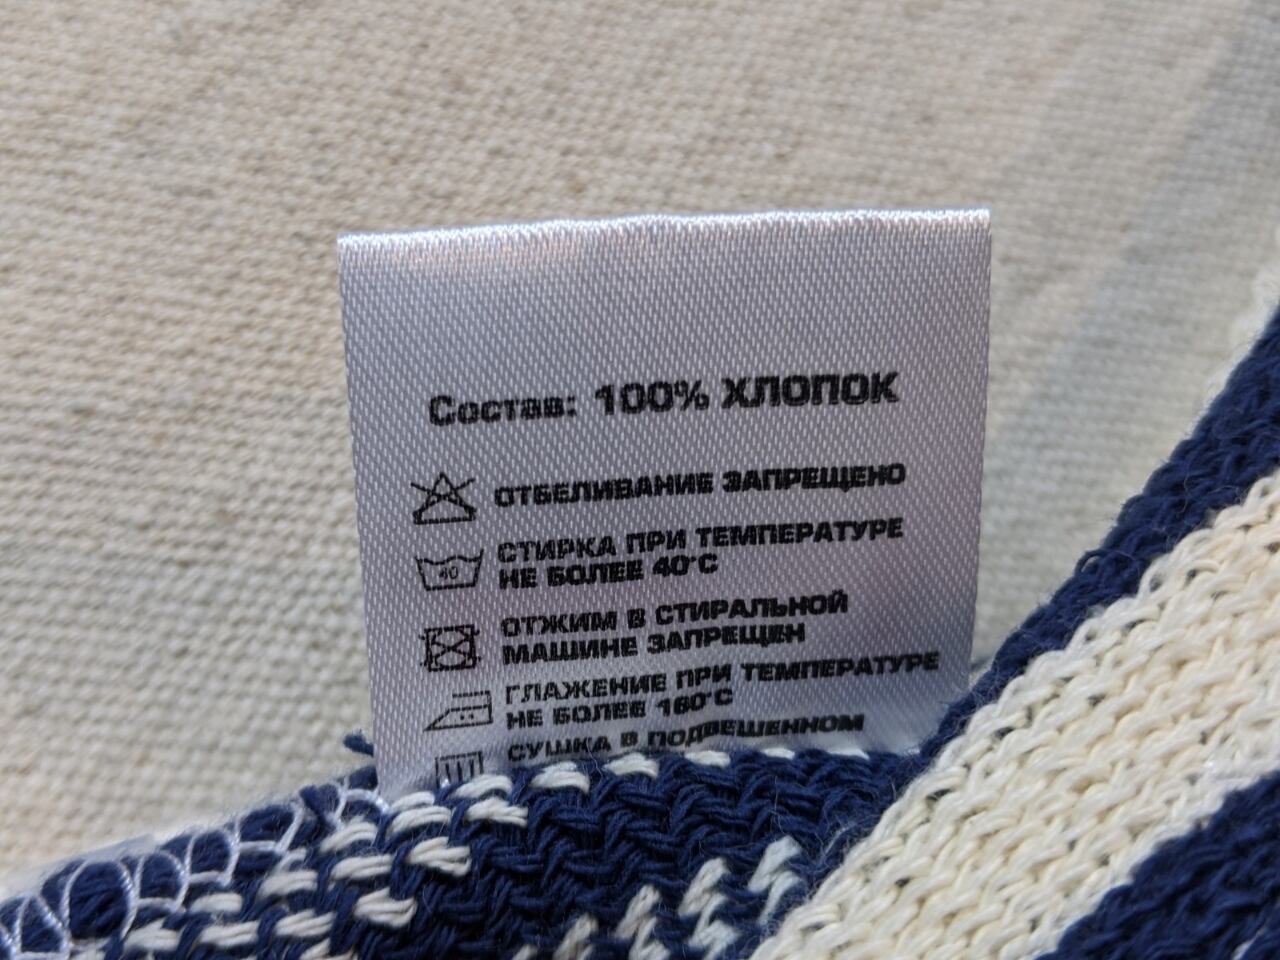 Состав: 100% ХЛОПОК
ОТБЕЛИВАНИЕ ЗАПРЕЩЕНО
40
СТИРКА ПРИ ТЕМПЕРАТУРЕ
НЕ БОЛЕЕ 40°С
ОТЖИМ В СТИРАЛЬНОЙ
МАШИНЕ ЗАПРЕЩЕН
ГЛАЖЕНИЕ ПРИ ТЕМПЕРАТУРЕ
НЕ БОЛЕЕ 160°С
СУШКА В ПОДВЕШЕННОМ